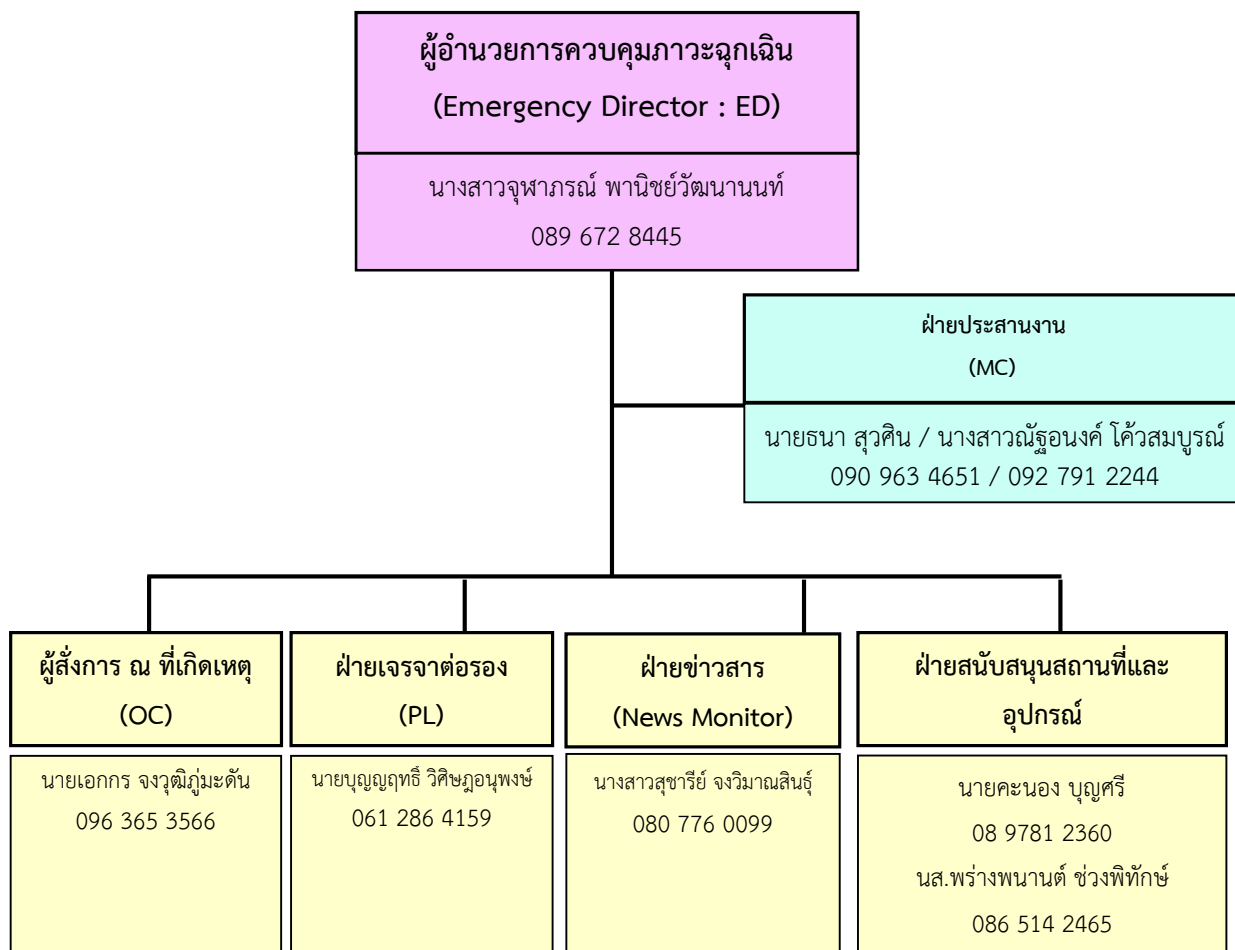 ผู้อำนวยการควบคุมภาวะฉุกเฉิน
(Emergency Director : ED)
นางสาวจุฬาภรณ์ พานิชย์วัฒนานนท์
089 672 8445
ฝ่ายประสานงาน
(MC)
นายธนา สุวศิน / นางสาวณัฐอนงค์ โค้วสมบูรณ์
090 963 4651 / 092 791 2244
ผู้สั่งการ ณ ที่เกิดเหตุ
(OC)
นายเอกกร จงวุฒิภู่มะดัน
096 365 3566
ฝ่ายเจรจาต่อรอง
(PL)
นายบุญญฤทธิ์ วิศิษฎอนุพงษ์
061 286 4159
ฝ่ายข่าวสาร
(News Monitor)
นางสาวสุชารีย์ จงวิมาณสินธุ์
080 776 0099
ฝ่ายสนับสนุนสถานที่และ
อุปกรณ์
นายคะนอง บุญศรี
08 9781 2360
นส.พร่างพนานต์ ช่วงพิทักษ์
086 514 2465